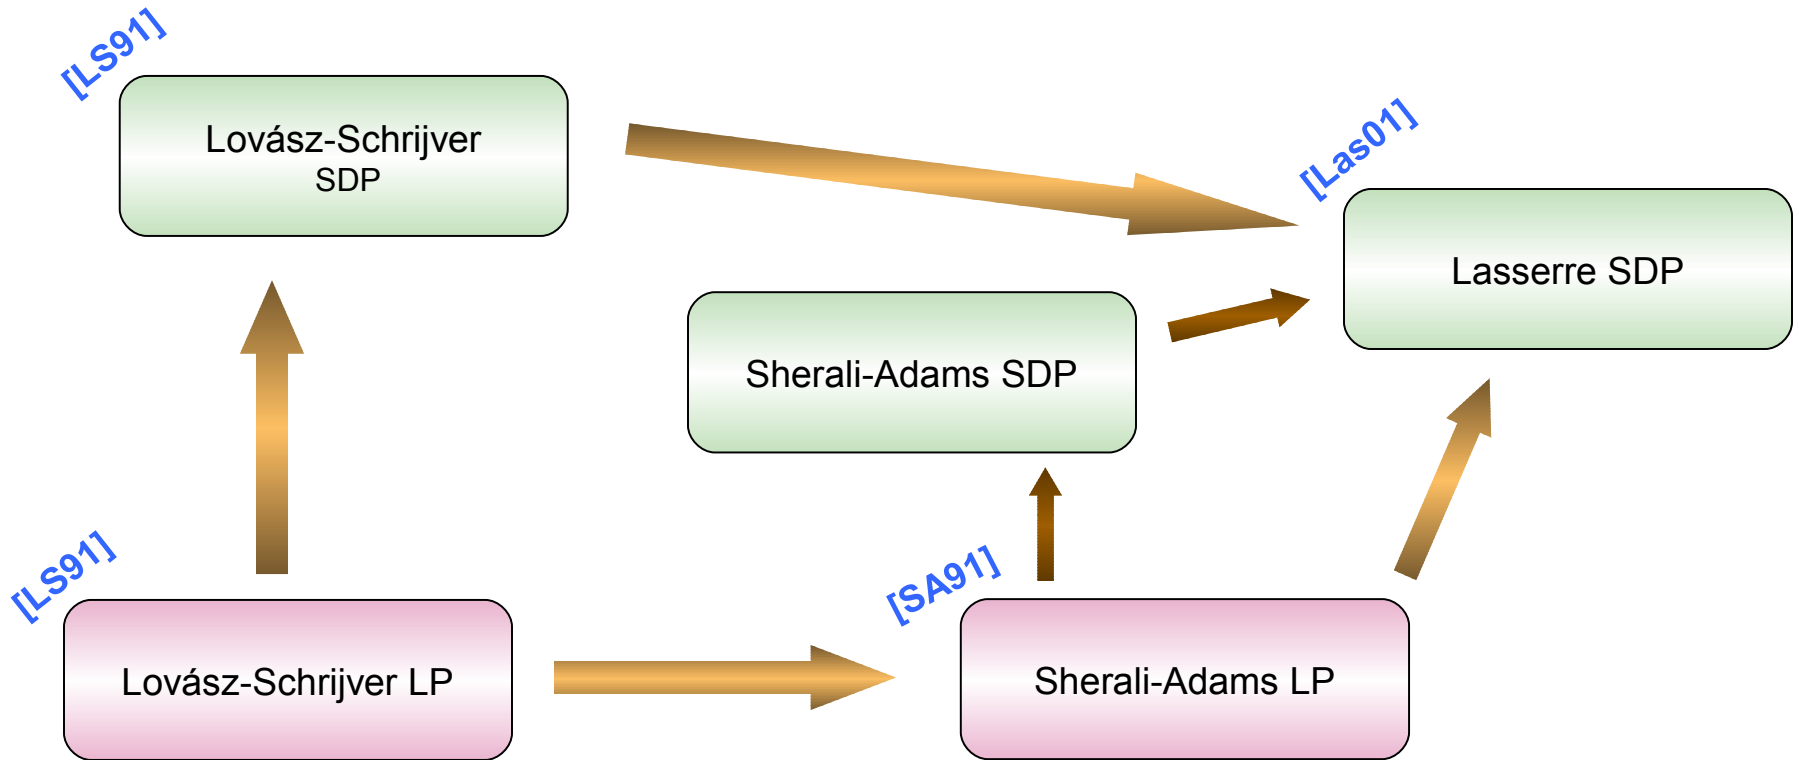 [LS91]
Lovász-Schrijver
SDP
[Las01]
Lasserre SDP
Sherali-Adams SDP
[LS91]
Lovász-Schrijver LP
[SA91]
Sherali-Adams LP